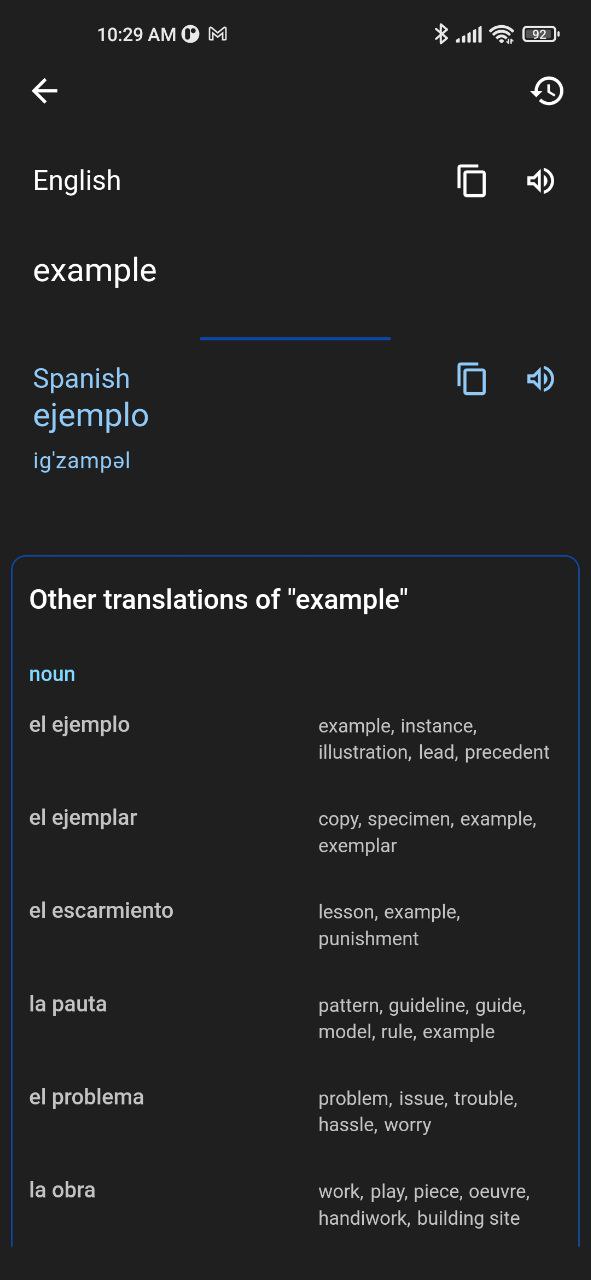 10:29 AM
92
English
example
Spanish
ejemplo
ig'zampəl
Other translations of "example"
noun
el ejemplo
example, instance,
illustration, lead, precedent
el ejemplar
copy, specimen, example,
exemplar
el escarmiento
lesson, example,
punishment
la pauta
pattern, guideline, guide,
model, rule, example
el problema
problem, issue, trouble,
hassle, worry
la obra
work, play, piece, oeuvre,
handiwork, building site